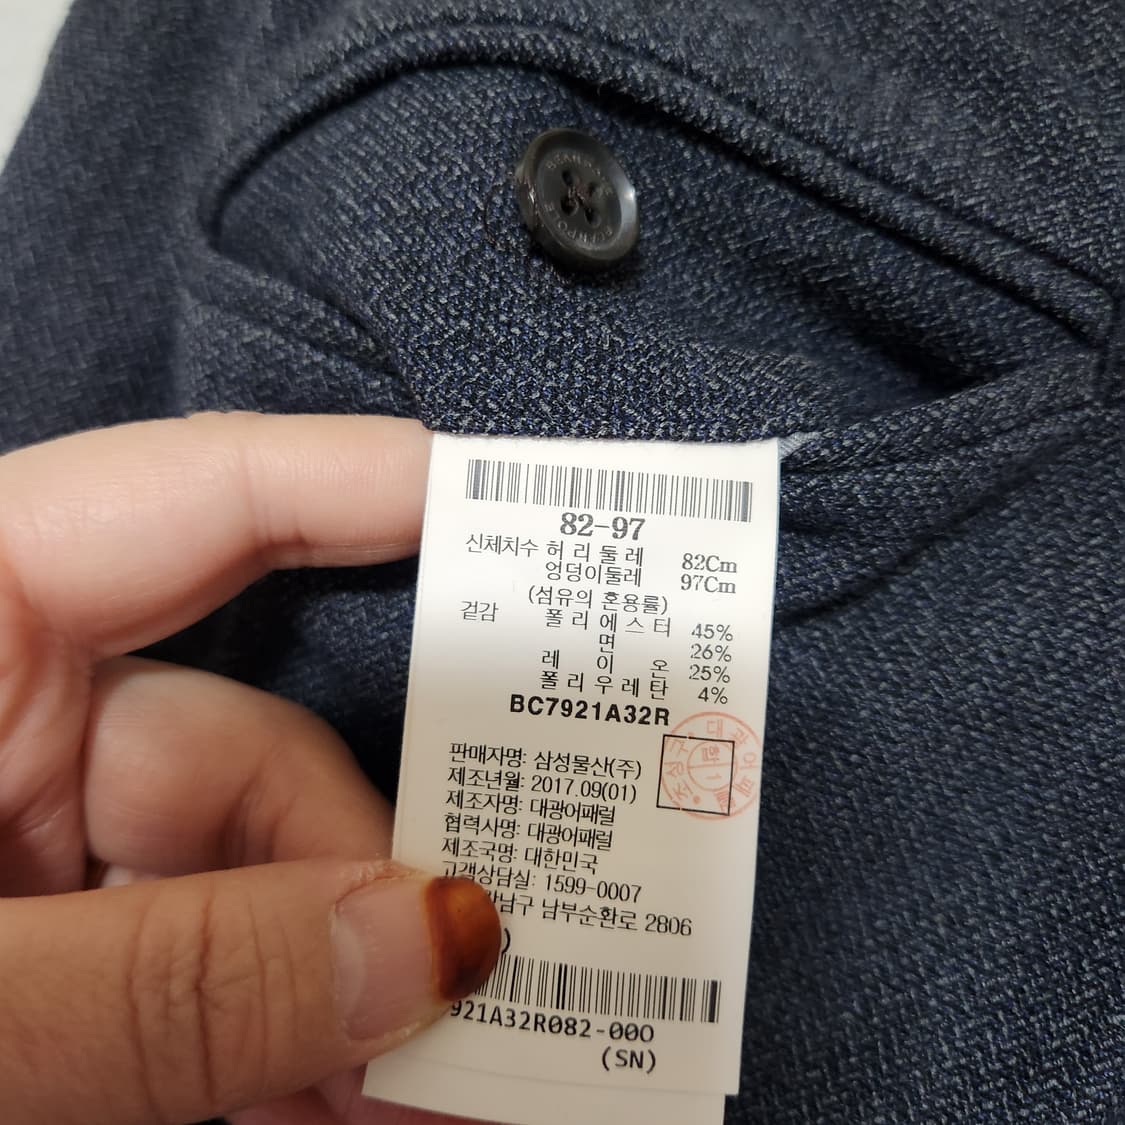 BEANPOLE
82-97
신체치수 허리둘레 82Cm
엉덩이둘레 97Cm
(섬유의 혼용률)
겉감 폴리에스터 45%
면 26%
레이온 25%
폴리우레탄 4%
BC7921A32R
판매자명: 삼성물산(주)
제조년월: 2017.09(01)
제조자명: 대광어패럴
협력사명: 대광어패럴
제조국명: 대한민국
고객상담실: 1599-0007
강남구 남부순환로 2806
)
921A32R082-000
(SN)